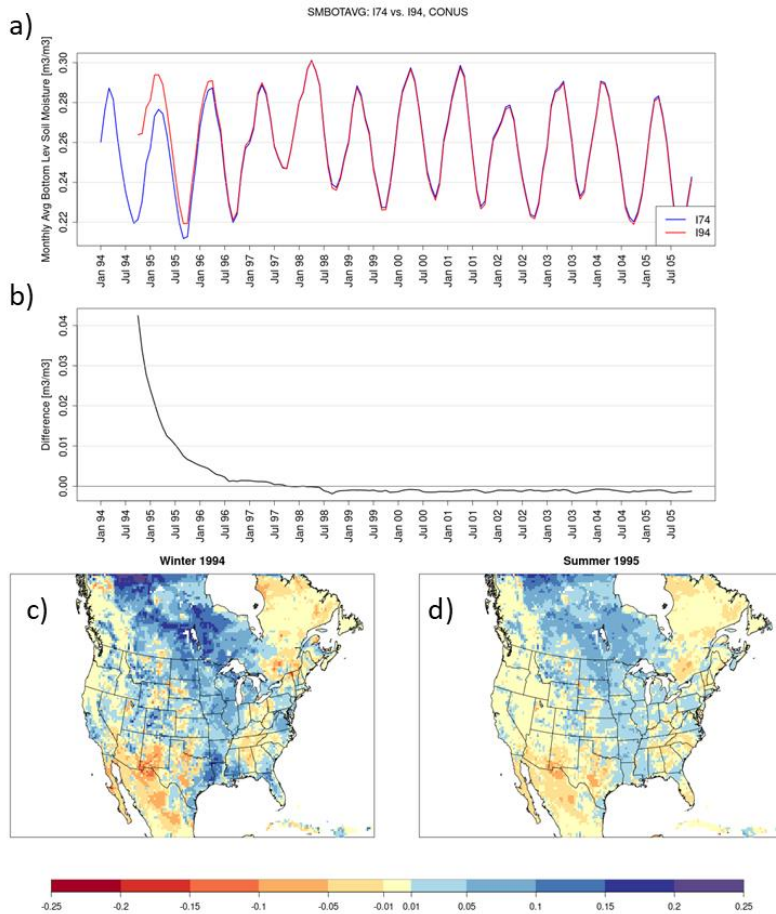 SMBOTAVG: I74 vs. I94, CONUS
a)
Monthly Avg Bottom Lev Soil Moisture [m3/m3]
0.30
0.28
0.26
0.24
0.22
I74
I94
Jan 94 Jul 94 Jan 95 Jul 95 Jan 96 Jul 96 Jan 97 Jul 97 Jan 98 Jul 98 Jan 99 Jul 99 Jan 00 Jul 00 Jan 01 Jul 01 Jan 02 Jul 02 Jan 03 Jul 03 Jan 04 Jul 04 Jan 05 Jul 05
b)
Difference [m3/m3]
0.04
0.03
0.02
0.01
0.00
Jan 94 Jul 94 Jan 95 Jul 95 Jan 96 Jul 96 Jan 97 Jul 97 Jan 98 Jul 98 Jan 99 Jul 99 Jan 00 Jul 00 Jan 01 Jul 01 Jan 02 Jul 02 Jan 03 Jul 03 Jan 04 Jul 04 Jan 05 Jul 05
Winter 1994
Summer 1995
c)
d)
-0.25 -0.2 -0.15 -0.1 -0.05 -0.01 0.01 0.05 0.1 0.15 0.2 0.25